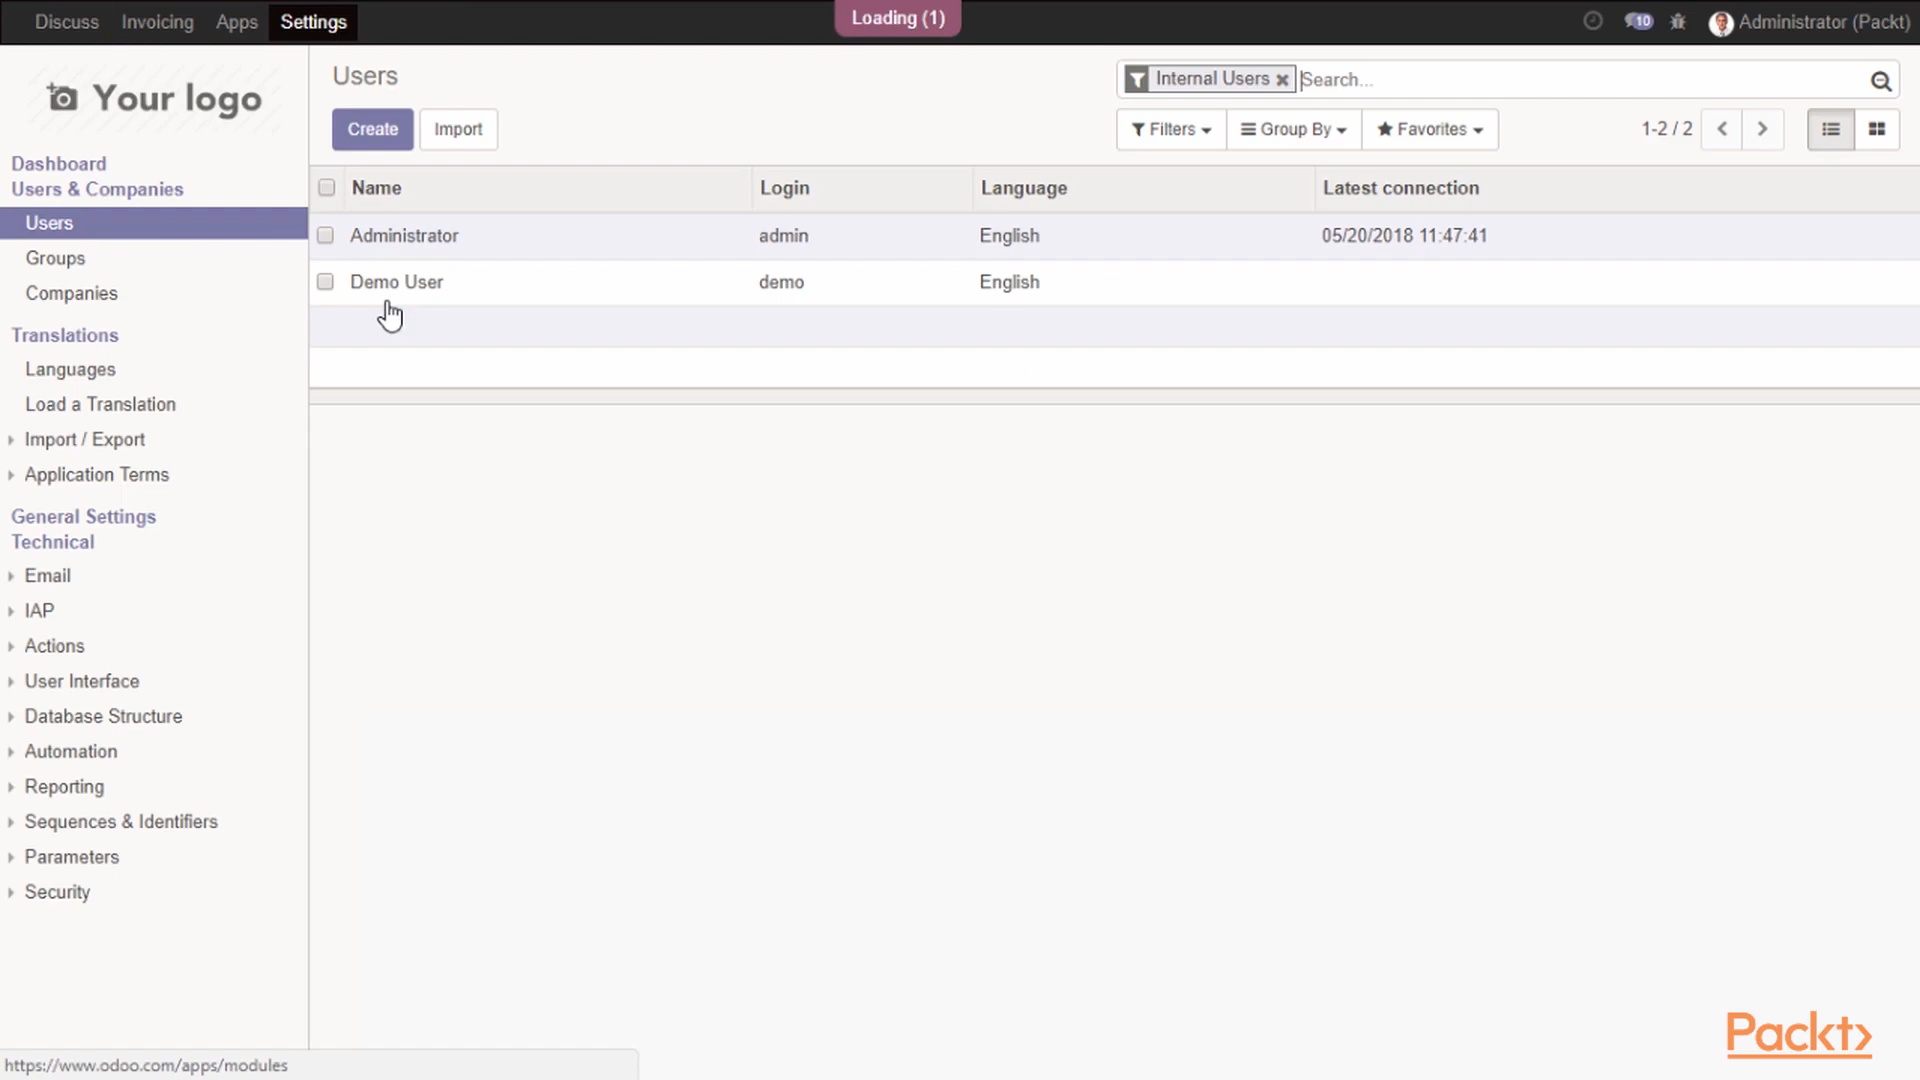 Discuss Invoicing Apps Settings Loading (1) 10 Administrator (Packt)
Your logo
Users
Internal Users Search...
Create Import
Filters Group By Favorites 1-2 / 2
Dashboard
Users & Companies
Users
Groups
Companies
Translations
Languages
Load a Translation
Import / Export
Application Terms
General Settings
Technical
Email
IAP
Actions
User Interface
Database Structure
Automation
Reporting
Sequences & Identifiers
Parameters
Security
Name Login Language Latest connection
Administrator admin English 05/20/2018 11:47:41
Demo User demo English
https://www.odoo.com/apps/modules
Packt